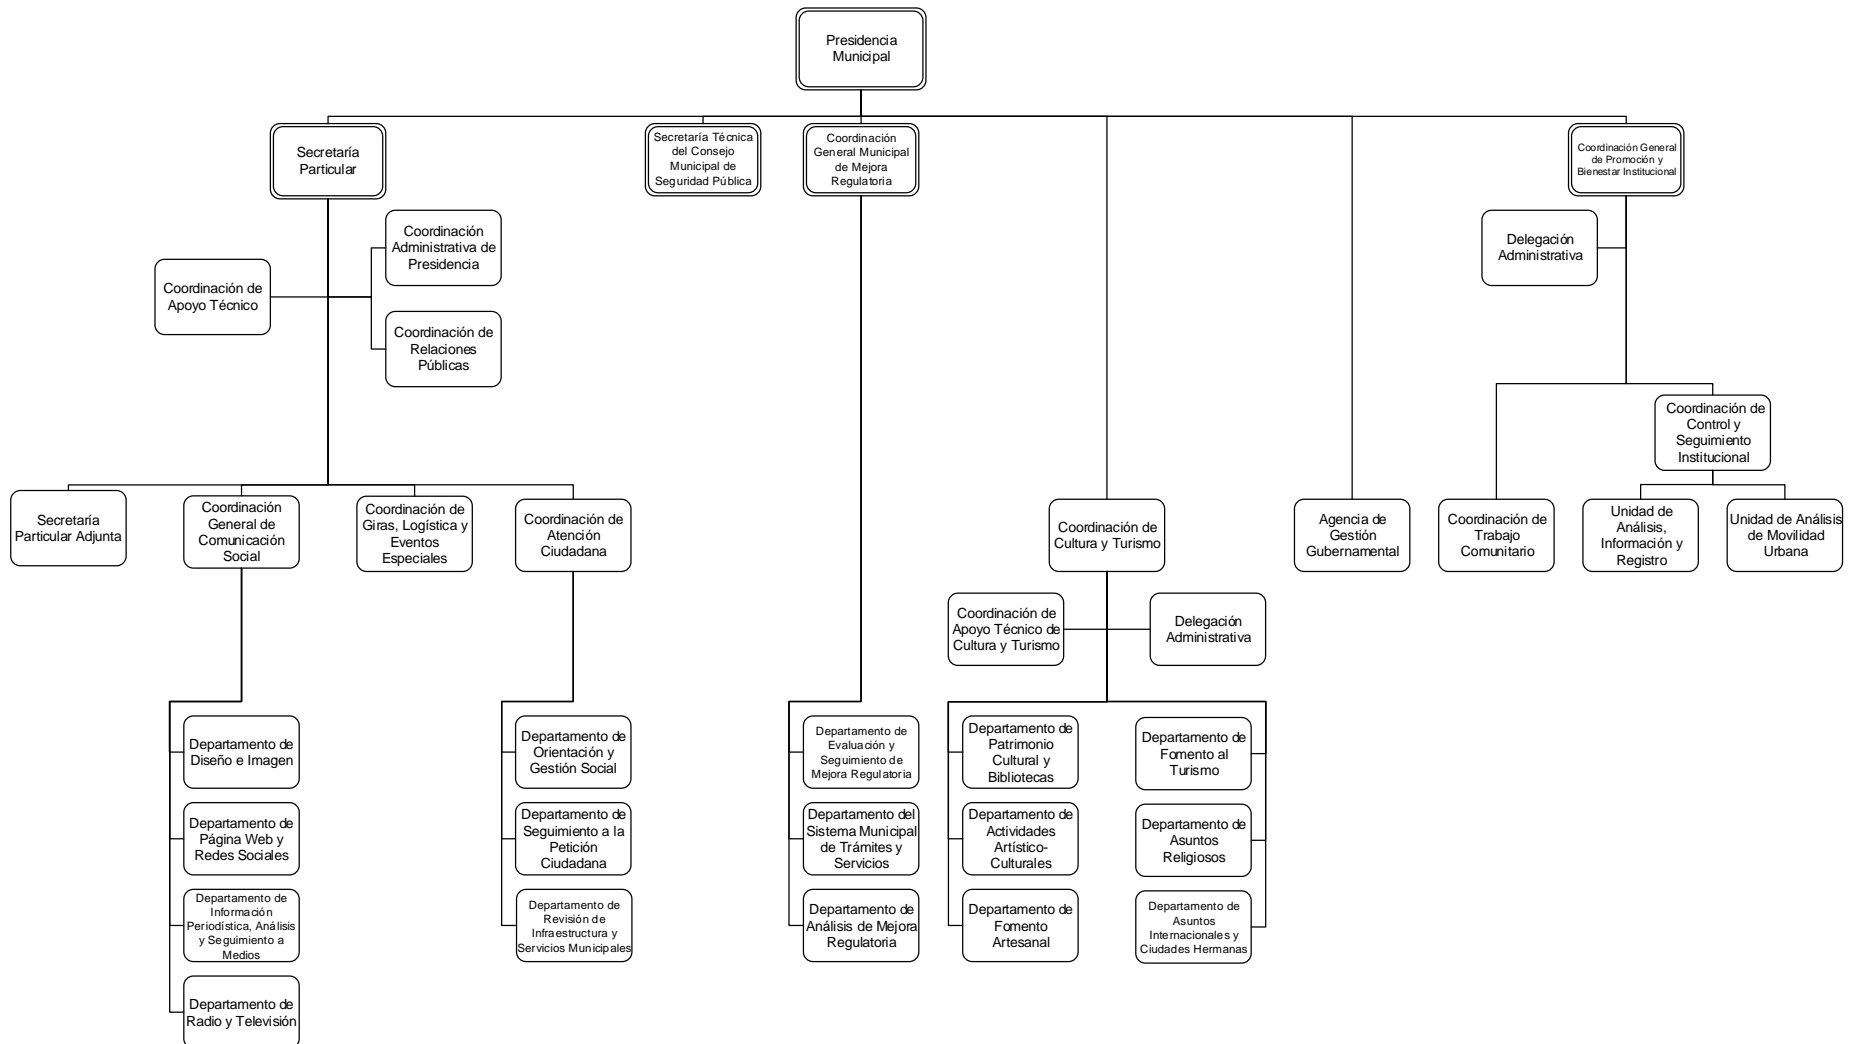 Presidencia
Municipal
Secretaría
Particular
Secretaría Técnica
del Consejo
Municipal de
Seguridad Pública
Coordinación
General Municipal
de Mejora
Regulatoria
Coordinación General
de Promoción y
Bienestar Institucional
Coordinación
Administrativa de
Presidencia
Delegación
Administrativa
Coordinación de
Apoyo Técnico
Coordinación de
Relaciones
Públicas
Coordinación de
Control y
Seguimiento
Institucional
Secretaría
Particular Adjunta
Coordinación
General de
Comunicación
Social
Coordinación de
Giras, Logística y
Eventos
Especiales
Coordinación de
Atención
Ciudadana
Coordinación de
Cultura y Turismo
Agencia de
Gestión
Gubernamental
Coordinación de
Trabajo
Comunitario
Unidad de
Análisis,
Información y
Registro
Unidad de Análisis
de Movilidad
Urbana
Coordinación de
Apoyo Técnico de
Cultura y Turismo
Delegación
Administrativa
Departamento de
Diseño e Imagen
Departamento de
Orientación y
Gestión Social
Departamento de
Evaluación y
Seguimiento de
Mejora Regulatoria
Departamento de
Patrimonio
Cultural y
Bibliotecas
Departamento de
Fomento al
Turismo
Departamento de
Página Web y
Redes Sociales
Departamento de
Seguimiento a la
Petición
Ciudadana
Departamento del
Sistema Municipal
de Trámites y
Servicios
Departamento de
Actividades
Artístico-
Culturales
Departamento de
Asuntos
Religiosos
Departamento de
Información
Periodística, Análisis
y Seguimiento a
Medios
Departamento de
Revisión de
Infraestructura y
Servicios Municipales
Departamento de
Análisis de Mejora
Regulatoria
Departamento de
Fomento
Artesanal
Departamento de
Asuntos
Internacionales y
Ciudades Hermanas
Departamento de
Radio y Televisión